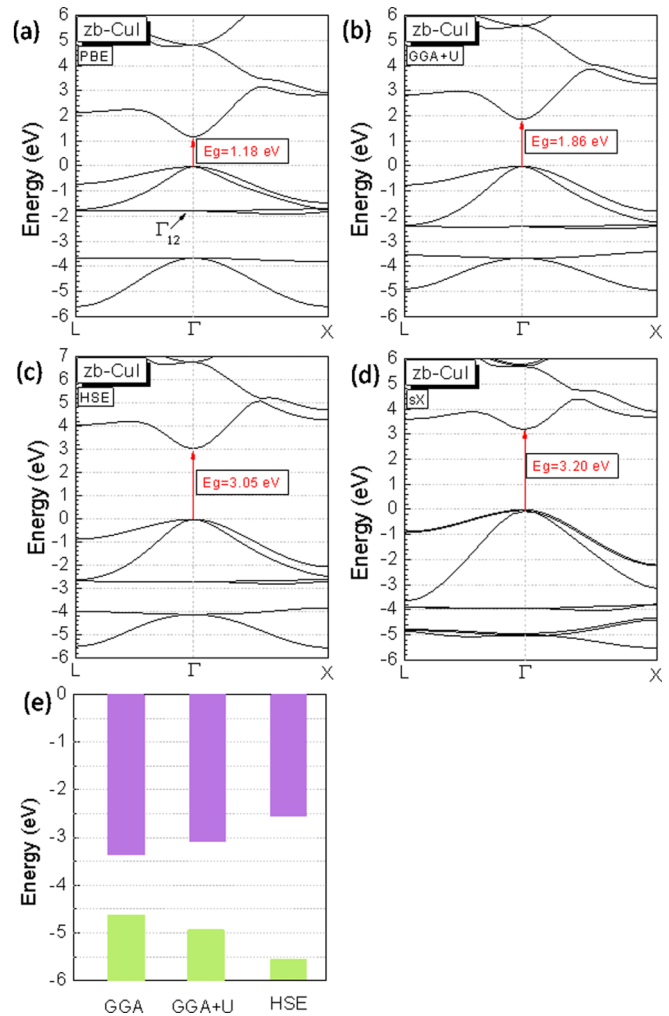 (a)
zb-CuI
PBE
Energy (eV)
6
5
4
3
2
1
0
-1
-2
-3
-4
-5
-6
Eg=1.18 eV
Γ12
L
Γ
X
(b)
zb-CuI
GGA+U
Energy (eV)
6
5
4
3
2
1
0
-1
-2
-3
-4
-5
-6
Eg=1.86 eV
L
Γ
X
(c)
zb-CuI
HSE
Energy (eV)
7
6
5
4
3
2
1
0
-1
-2
-3
-4
-5
-6
Eg=3.05 eV
L
Γ
X
(d)
zb-CuI
sX
Energy (eV)
6
5
4
3
2
1
0
-1
-2
-3
-4
-5
-6
Eg=3.20 eV
L
Γ
X
(e)
Energy (eV)
0
-1
-2
-3
-4
-5
-6
GGA
GGA+U
HSE